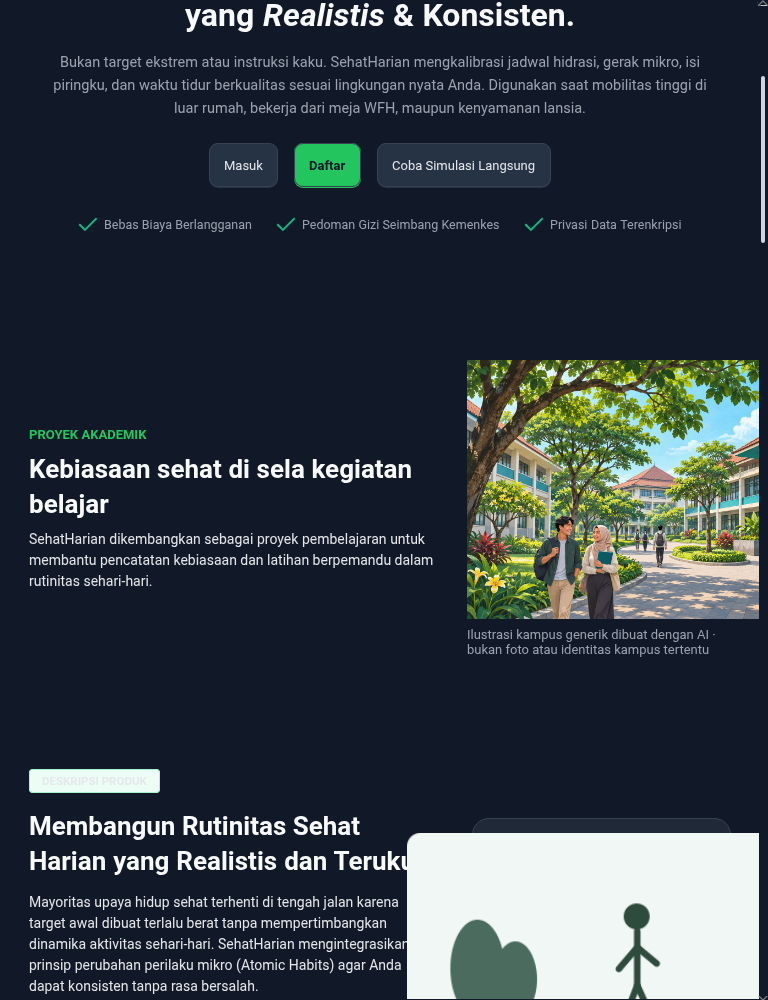 yang Realistis & Konsisten.
Bukan target ekstrem atau instruksi kaku. SehatHarian mengkalibrasi jadwal hidrasi, gerak mikro, isi
piringku, dan waktu tidur berkualitas sesuai lingkungan nyata Anda. Digunakan saat mobilitas tinggi di
luar rumah, bekerja dari meja WFH, maupun kenyamanan lansia.
Masuk
Daftar
Coba Simulasi Langsung
Bebas Biaya Berlangganan
Pedoman Gizi Seimbang Kemenkes
Privasi Data Terenkripsi
PROYEK AKADEMIK
Kebiasaan sehat di sela kegiatan
belajar
SehatHarian dikembangkan sebagai proyek pembelajaran untuk
membantu pencatatan kebiasaan dan latihan berpemandu dalam
rutinitas sehari-hari.
Ilustrasi kampus generik dibuat dengan AI ·
bukan foto atau identitas kampus tertentu
DESKRIPSI PRODUK
Membangun Rutinitas Sehat
Harian yang Realistis dan
Mayoritas upaya hidup sehat terhenti di tengah jalan karena
target awal dibuat terlalu berat tanpa mempertimbangkan
dinamika aktivitas sehari-hari. SehatHarian mengintegrasikan
prinsip perubahan perilaku mikro (Atomic Habits) agar Anda
dapat konsisten tanpa rasa bersalah.